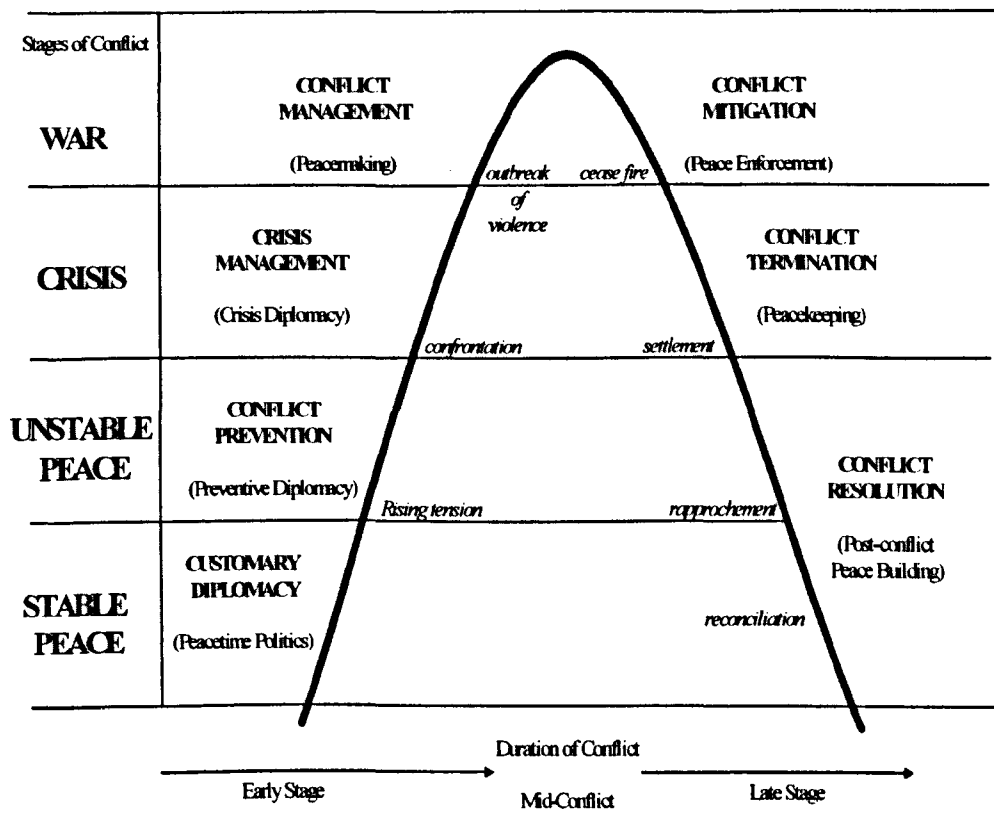 Stages of Conflict
WAR
CONFLICT
MANAGEMENT
(Peacemaking)
CONFLICT
MITIGATION
(Peace Enforcement)
outbreak
of
violence
cease fire
CRISIS
CRISIS
MANAGEMENT
(Crisis Diplomacy)
CONFLICT
TERMINATION
(Peacekeeping)
confrontation
settlement
UNSTABLE
PEACE
CONFLICT
PREVENTION
(Preventive Diplomacy)
CONFLICT
RESOLUTION
(Post-conflict
Peace Building)
Rising tension
rapprochement
STABLE
PEACE
CUSTOMARY
DIPLOMACY
(Peacetime Politics)
reconciliation
Duration of Conflict
Early Stage
Mid-Conflict
Late Stage